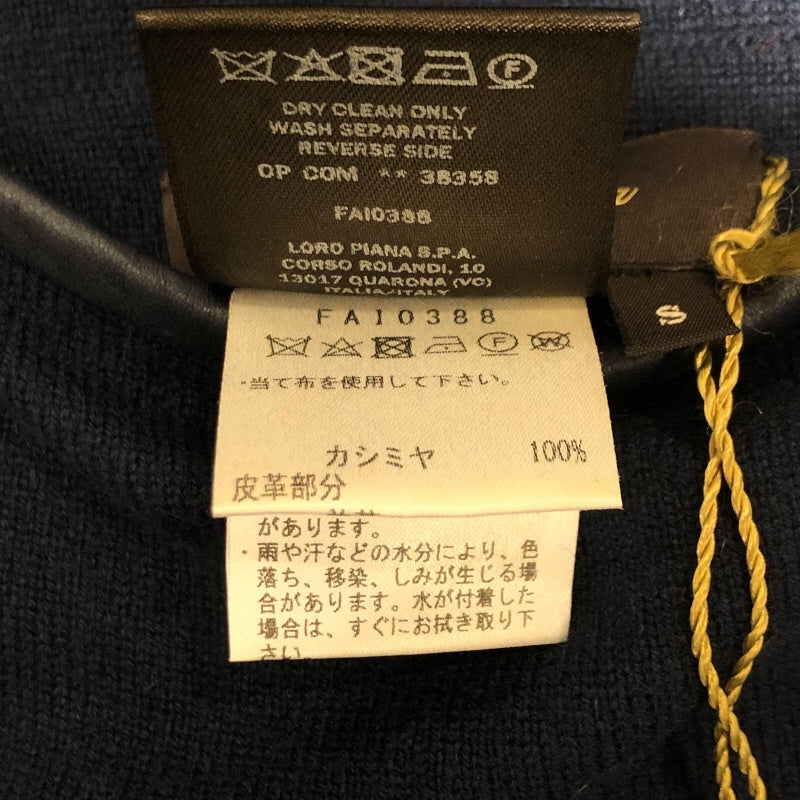 DRY CLEAN ONLY
WASH SEPARATELY
REVERSE SIDE
OP COM ** 38358
FAI0388
LORO PIANA S.P.A.
CORSO ROLANDI, 10
13017 QUARONA (VC)
ITALIA/ITALY
S
FAI0388
・当て布を使用して下さい。
カシミヤ 100%
皮革部分
があります。
・雨や汗などの水分により、色
落ち、移染、しみが生じる場
合があります。水が付着した
場合は、すぐにお拭き取り下
さい。